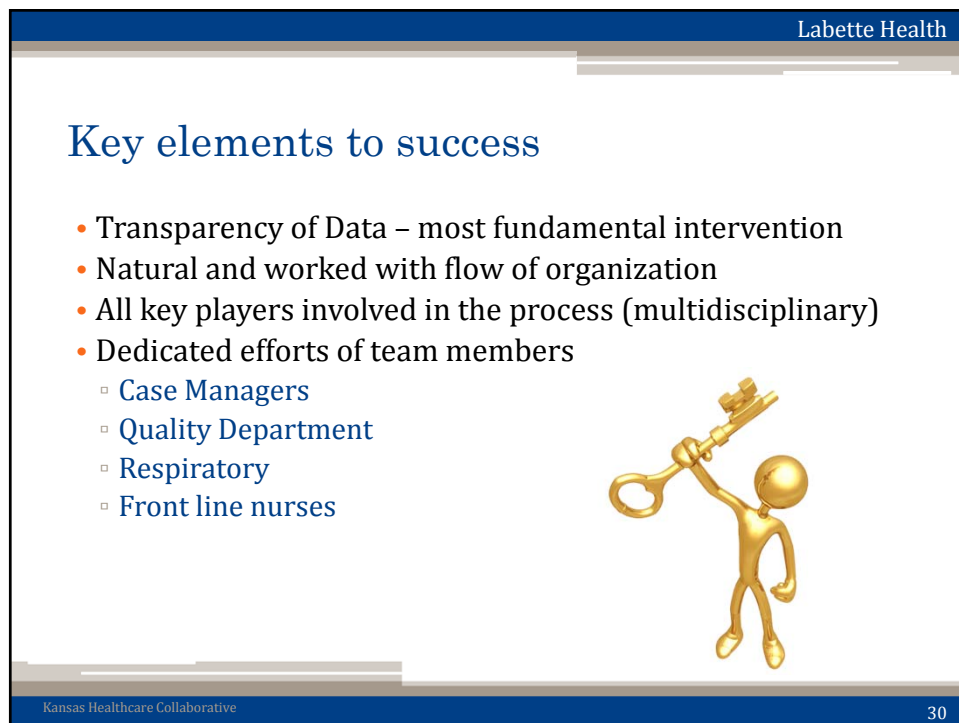 Labette Health
Key elements to success
• Transparency of Data – most fundamental intervention
• Natural and worked with flow of organization
• All key players involved in the process (multidisciplinary)
• Dedicated efforts of team members
▫ Case Managers
▫ Quality Department
▫ Respiratory
▫ Front line nurses
Kansas Healthcare Collaborative
30